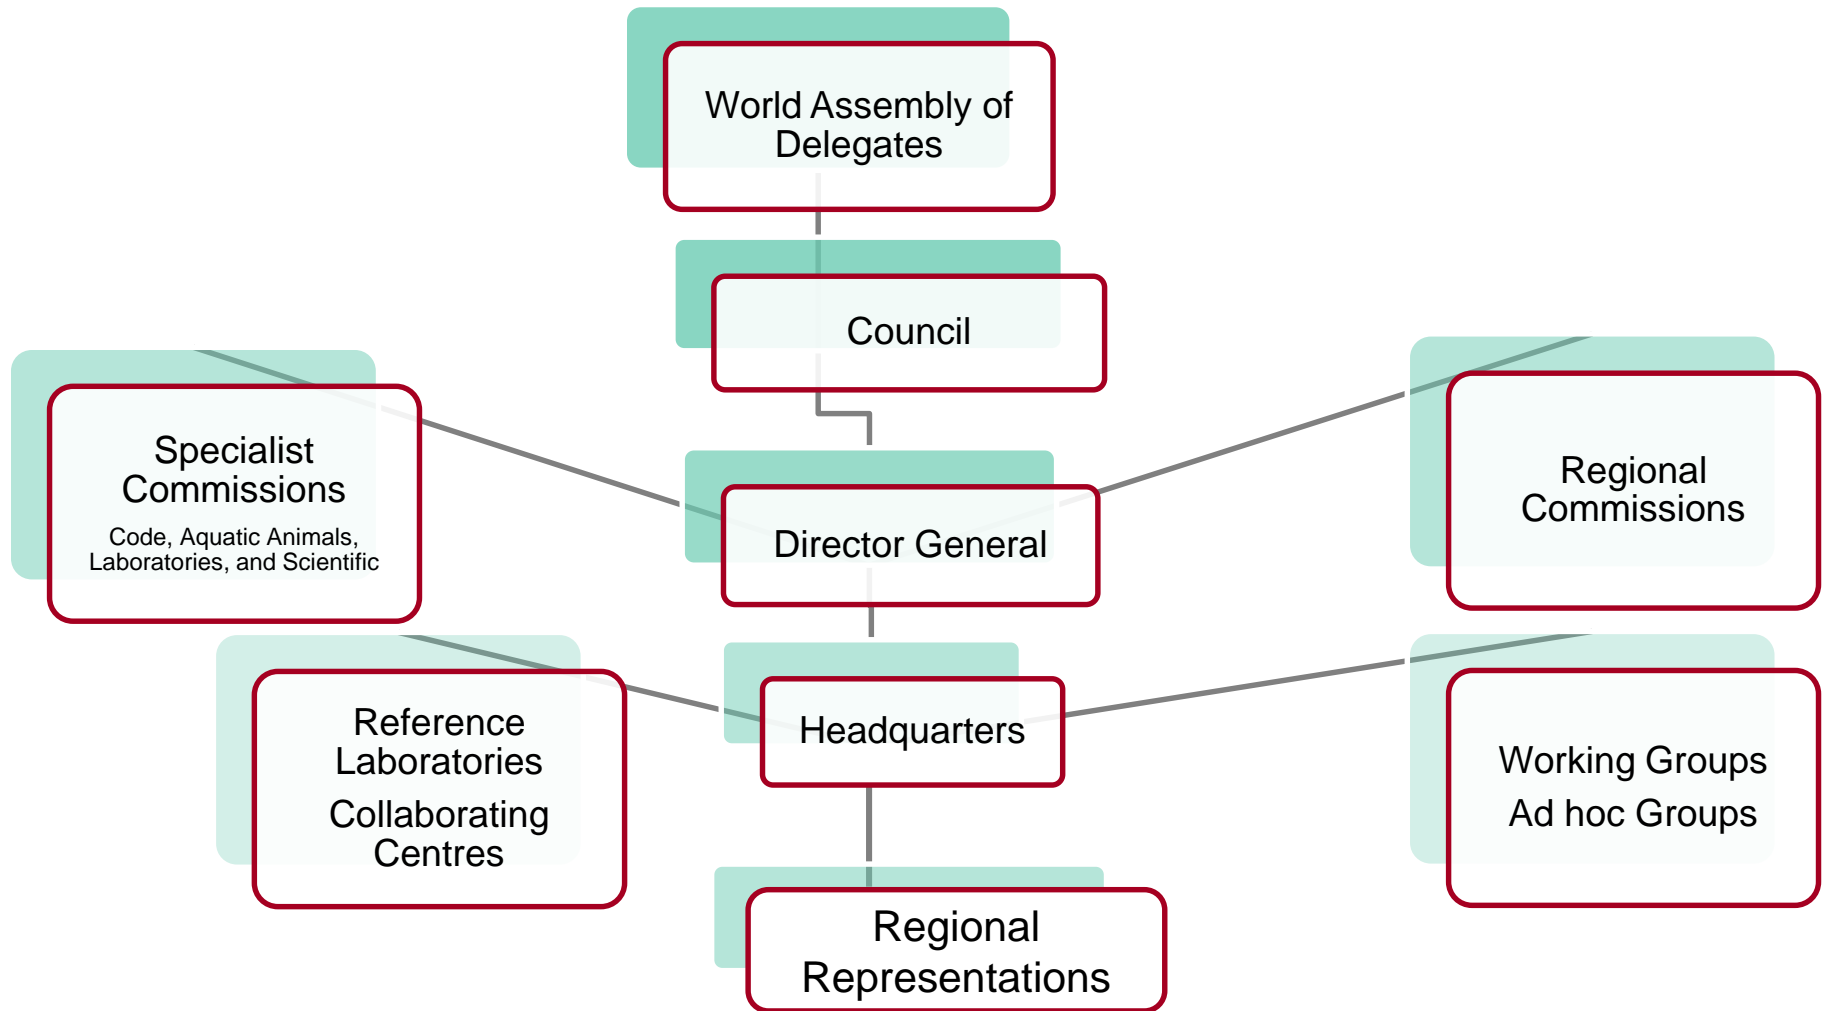 World Assembly of
Delegates
Council
Specialist
Commissions
Code, Aquatic Animals,
Laboratories, and Scientific
Director General
Regional
Commissions
Reference
Laboratories
Collaborating
Centres
Headquarters
Working Groups
Ad hoc Groups
Regional
Representations